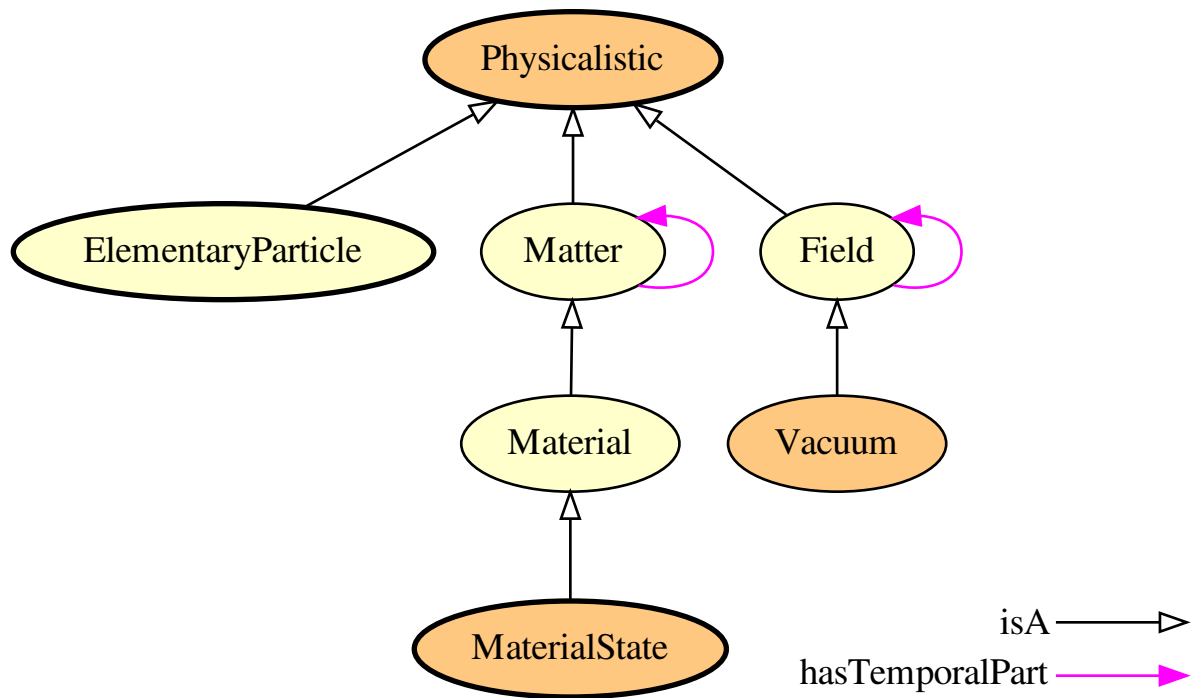 Physicalistic
ElementaryParticle
Matter
Field
Material
Vacuum
MaterialState
isA
hasTemporalPart